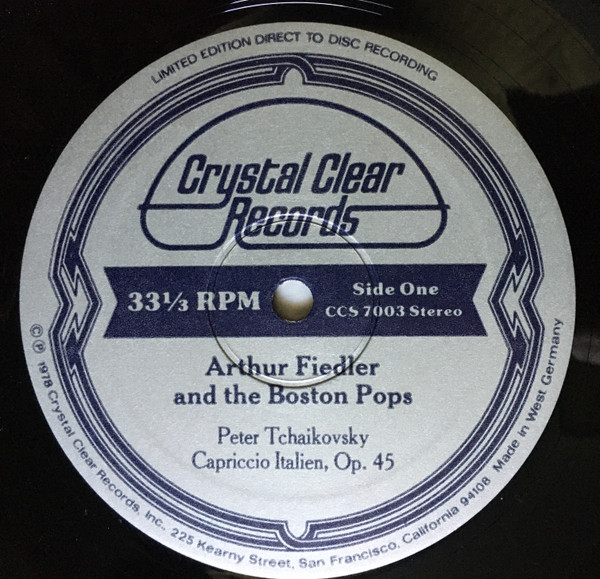 LIMITED EDITION DIRECT TO DISC RECORDING
Crystal Clear
Records
33⅓ RPM
Side One
CCS 7003 Stereo
Arthur Fiedler
and the Boston Pops
Peter Tchaikovsky
Capriccio Italien, Op. 45
© ℗ 1978 Crystal Clear Records, Inc., 225 Kearny Street, San Francisco, California 94108 Made in West Germany